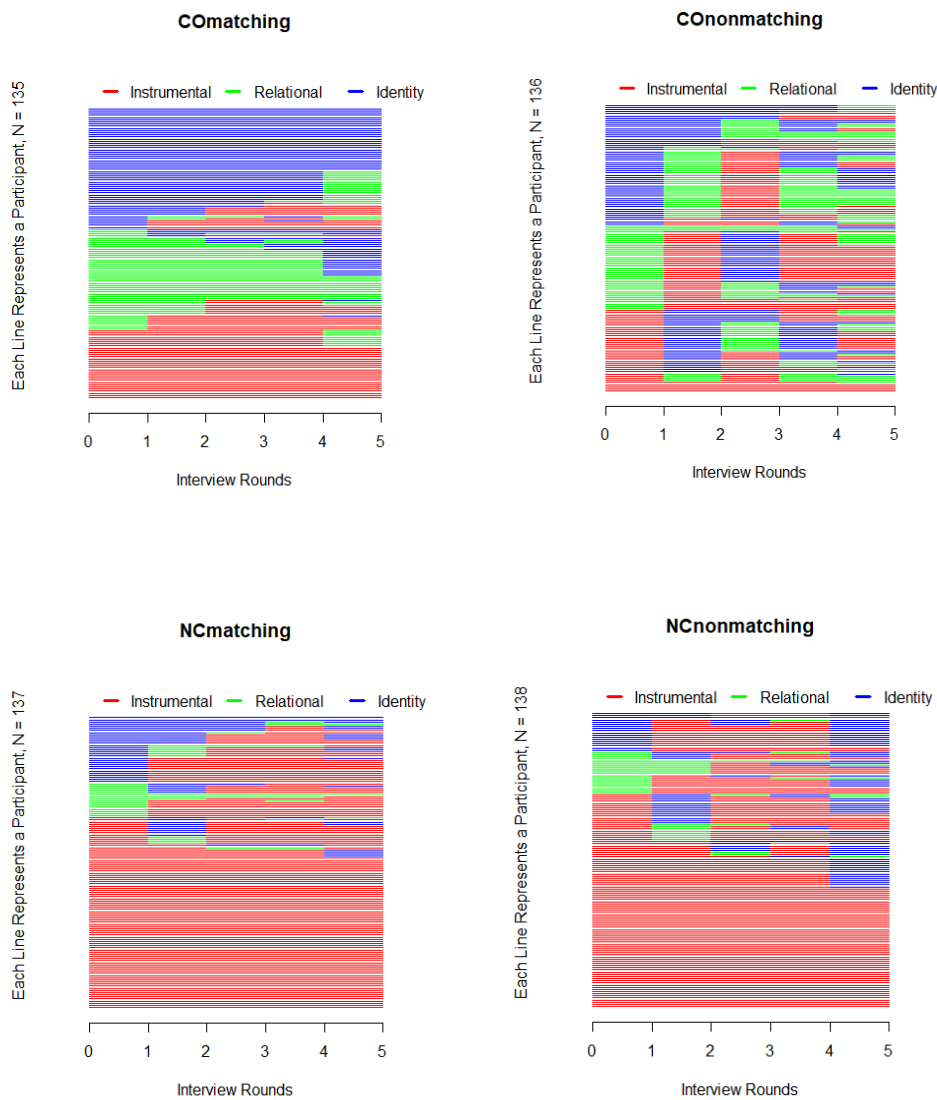 COmatching
Each Line Represents a Participant, N = 135
Instrumental Relational Identity
0 1 2 3 4 5
Interview Rounds
COnonmatching
Each Line Represents a Participant, N = 136
Instrumental Relational Identity
0 1 2 3 4 5
Interview Rounds
NCmatching
Each Line Represents a Participant, N = 137
Instrumental Relational Identity
0 1 2 3 4 5
Interview Rounds
NCnonmatching
Each Line Represents a Participant, N = 138
Instrumental Relational Identity
0 1 2 3 4 5
Interview Rounds